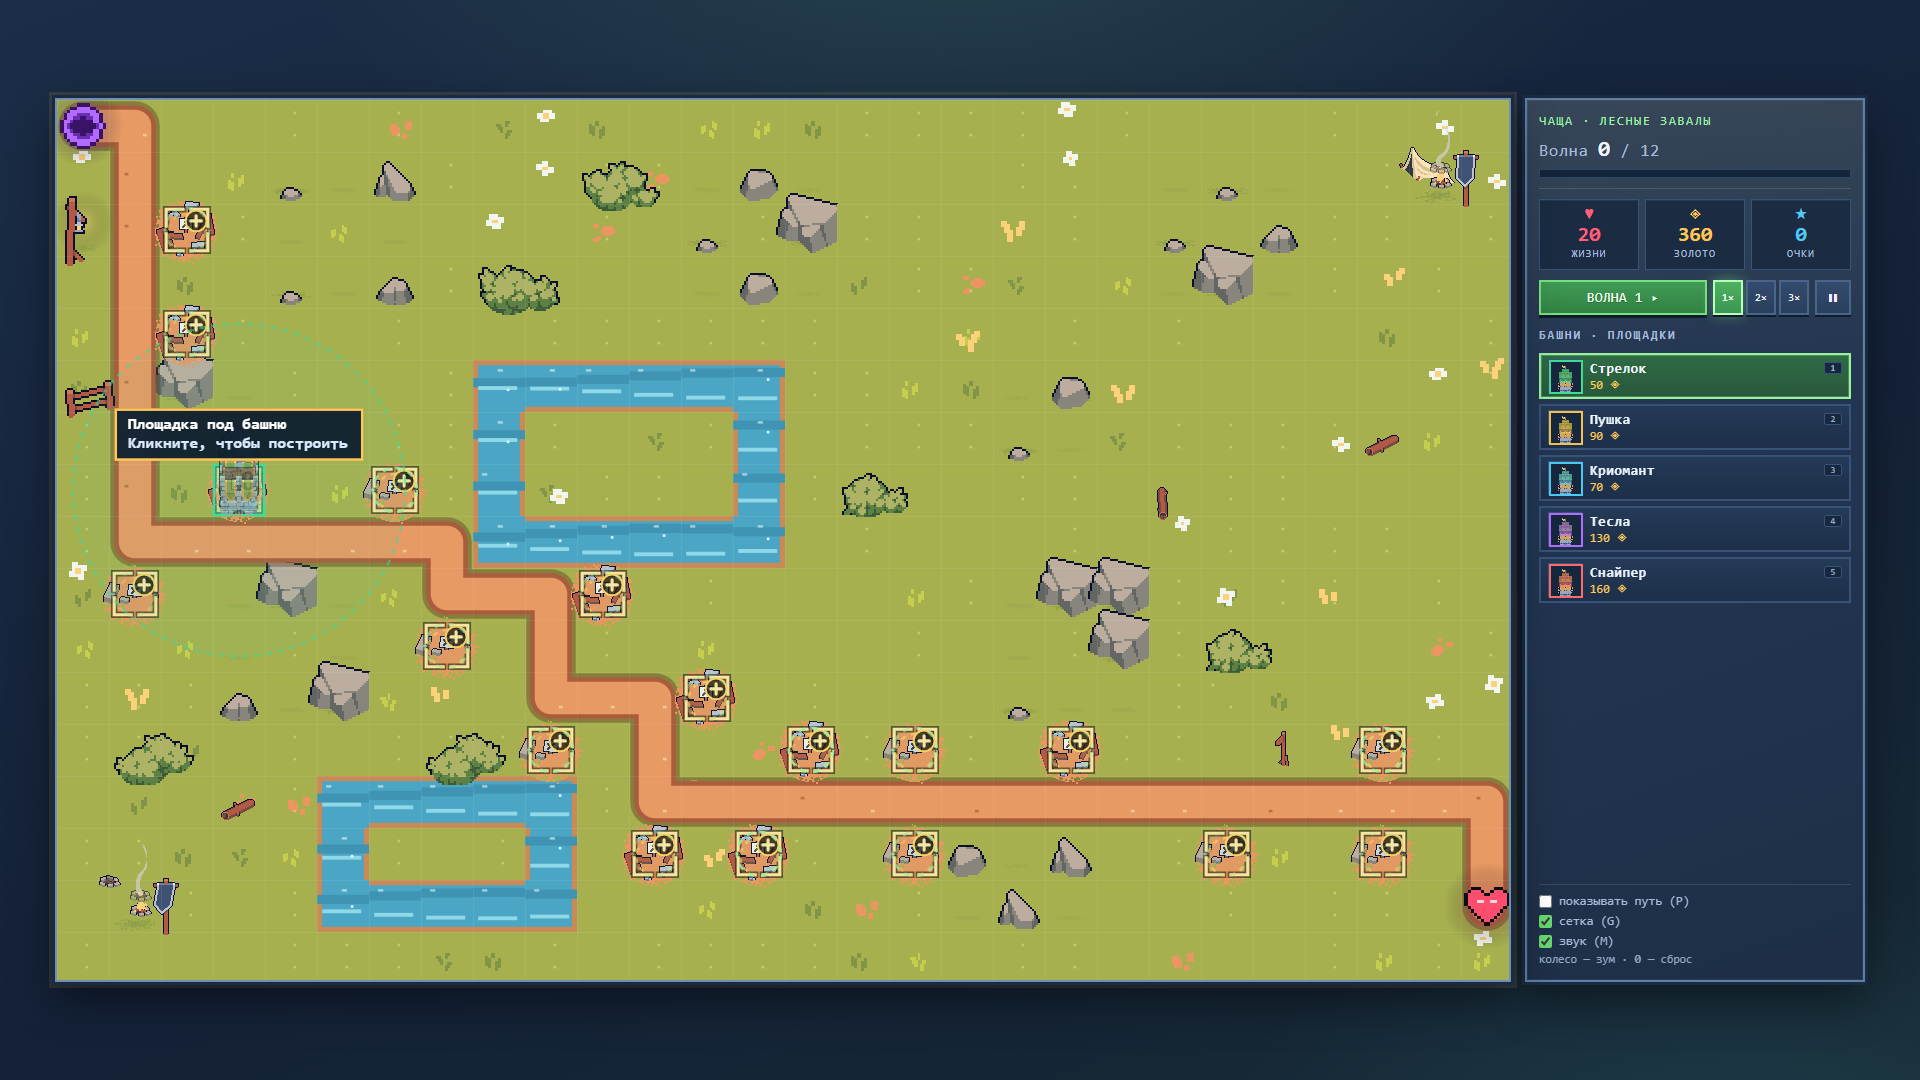 ЧАЩА · ЛЕСНЫЕ ЗАВАЛЫ
Волна 0 / 12
♥ ◈ ★
20 360 0
ЖИЗНИ ЗОЛОТО ОЧКИ
ВОЛНА 1 ▸ 1× 2× 3×
БАШНИ · ПЛОЩАДКИ
Стрелок 1
50 ◈
Пушка 2
90 ◈
Криомант 3
70 ◈
Тесла 4
130 ◈
Снайпер 5
160 ◈
Площадка под башню
Кликните, чтобы построить
показывать путь (P)
сетка (G)
звук (M)
колесо — зум · 0 — сброс